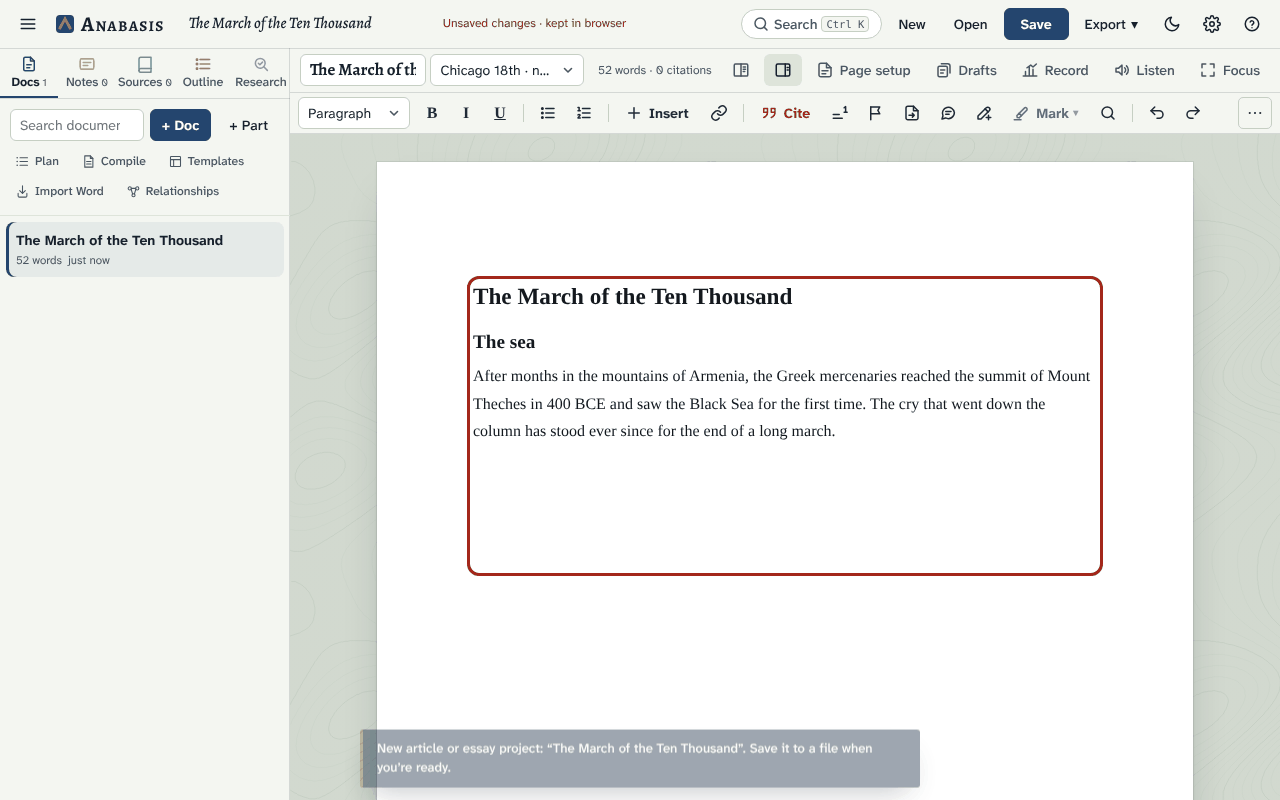 ANABASIS
The March of the Ten Thousand
Unsaved changes · kept in browser
Search Ctrl K
New
Open
Save
Export ▾
Docs 1
Notes 0
Sources 0
Outline
Research
The March of th
Chicago 18th · n...
52 words · 0 citations
Page setup
Drafts
Record
Listen
Focus
Search documer
+ Doc
+ Part
Paragraph
B
I
U
Insert
Cite
Mark ▾
Plan
Compile
Templates
Import Word
Relationships
The March of the Ten Thousand
52 words just now
The March of the Ten Thousand
The sea
After months in the mountains of Armenia, the Greek mercenaries reached the summit of Mount
Theches in 400 BCE and saw the Black Sea for the first time. The cry that went down the
column has stood ever since for the end of a long march.
New article or essay project: “The March of the Ten Thousand”. Save it to a file when
you’re ready.